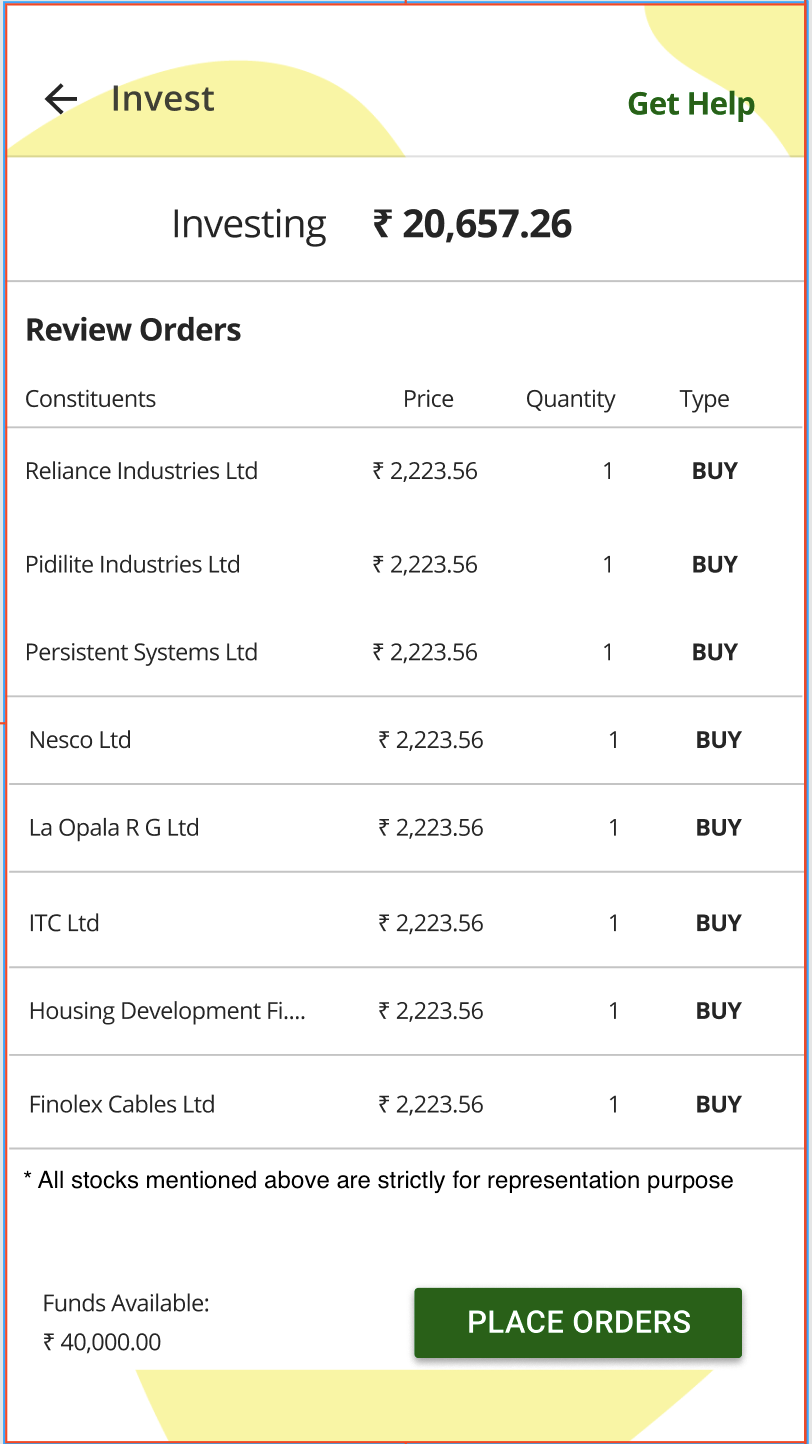 Invest Get Help
Investing ₹ 20,657.26
Review Orders
Constituents Price Quantity Type
Reliance Industries Ltd ₹ 2,223.56 1 BUY
Pidilite Industries Ltd ₹ 2,223.56 1 BUY
Persistent Systems Ltd ₹ 2,223.56 1 BUY
Nesco Ltd ₹ 2,223.56 1 BUY
La Opala R G Ltd ₹ 2,223.56 1 BUY
ITC Ltd ₹ 2,223.56 1 BUY
Housing Development Fi.... ₹ 2,223.56 1 BUY
Finolex Cables Ltd ₹ 2,223.56 1 BUY
* All stocks mentioned above are strictly for representation purpose
Funds Available:
₹ 40,000.00
PLACE ORDERS